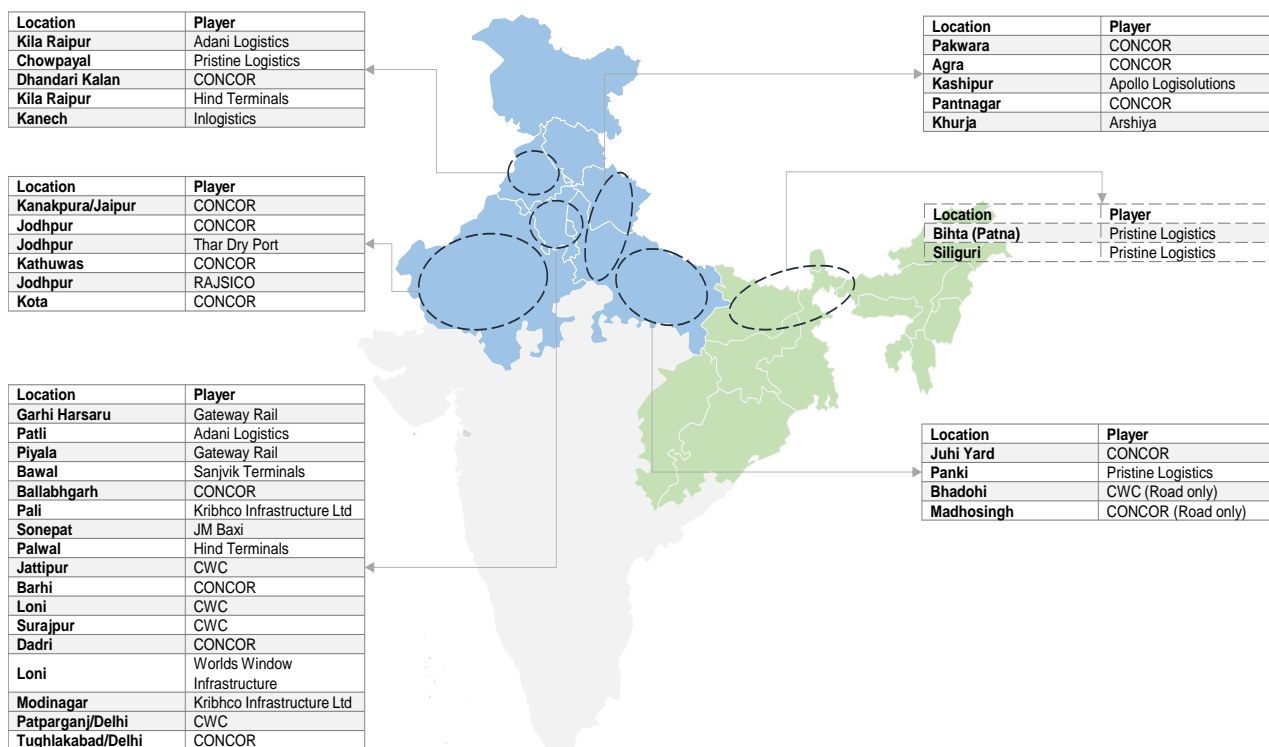 Location Player
Kila Raipur Adani Logistics
Chowpayal Pristine Logistics
Dhandari Kalan CONCOR
Kila Raipur Hind Terminals
Kanech Inlogistics
Location Player
Kanakpura/Jaipur CONCOR
Jodhpur CONCOR
Jodhpur Thar Dry Port
Kathuwas CONCOR
Jodhpur RAJSICO
Kota CONCOR
Location Player
Garhi Harsaru Gateway Rail
Patli Adani Logistics
Piyala Gateway Rail
Bawal Sanjvik Terminals
Ballabhgarh CONCOR
Pali Kribhco Infrastructure Ltd
Sonepat JM Baxi
Palwal Hind Terminals
Jattipur CWC
Barhi CONCOR
Loni CWC
Surajpur CWC
Dadri CONCOR
Loni Worlds Window
Infrastructure
Modinagar Kribhco Infrastructure Ltd
Patparganj/Delhi CWC
Tughlakabad/Delhi CONCOR
Location Player
Pakwara CONCOR
Agra CONCOR
Kashipur Apollo Logisolutions
Pantnagar CONCOR
Khurja Arshiya
Location Player
Bihta (Patna) Pristine Logistics
Siliguri Pristine Logistics
Location Player
Juhi Yard CONCOR
Panki Pristine Logistics
Bhadohi CWC (Road only)
Madhosingh CONCOR (Road only)